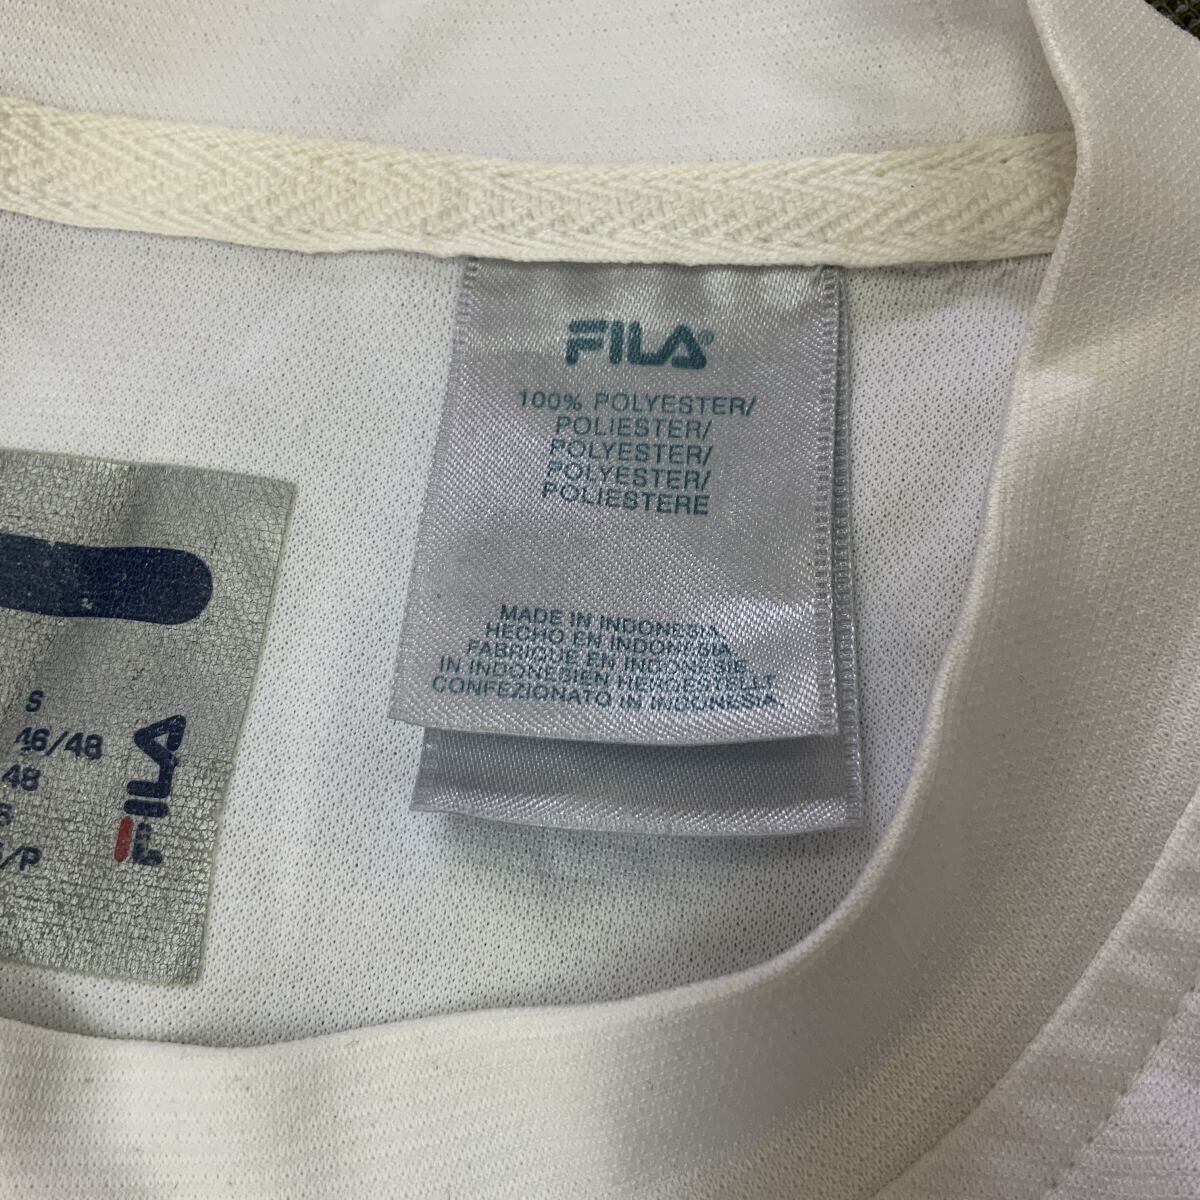 FILA®
100% POLYESTER/
POLIESTER/
POLYESTER/
POLYESTER/
POLIESTERE
MADE IN INDONESIA.
HECHO EN INDONESIA.
FABRIQUE EN INDONESIE.
IN INDONESIEN HERGESTELLT
CONFEZIONATO IN INDONESIA.
S
46/48
48
/P
FILA